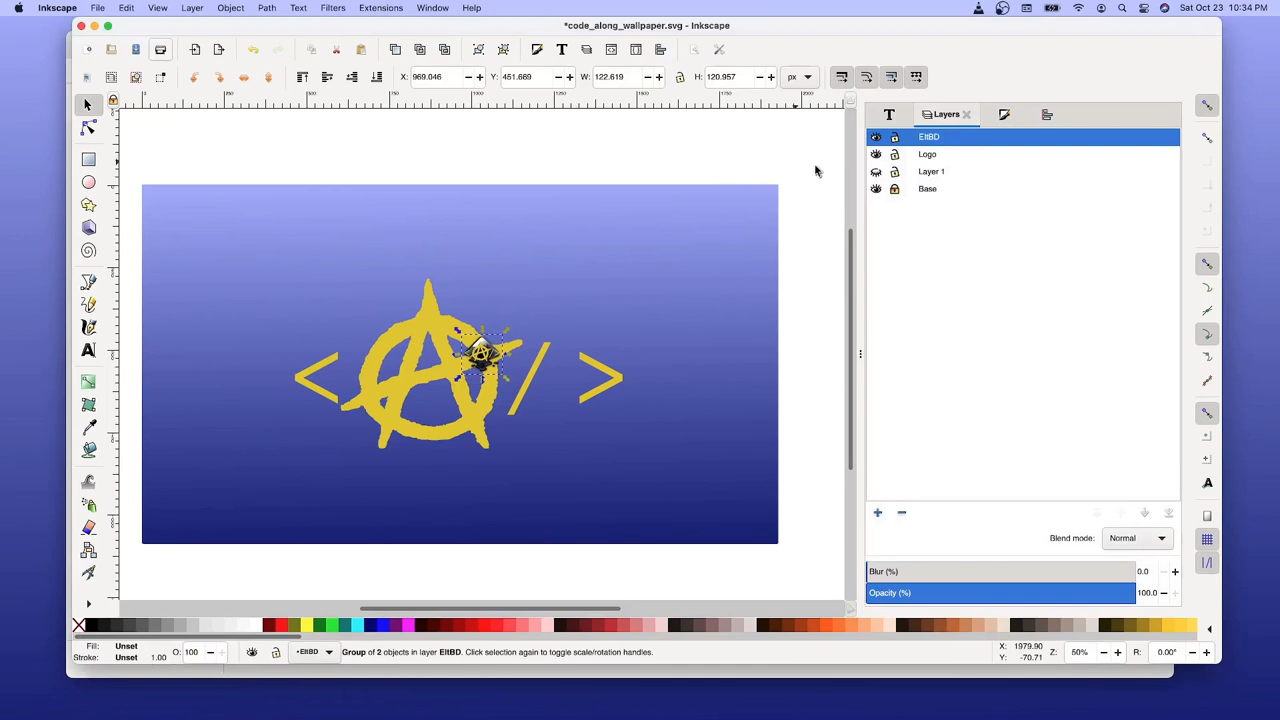 Inkscape File Edit View Layer Object Path Text Filters Extensions Window Help Sat Oct 23 10:34 PM
*code_along_wallpaper.svg - Inkscape
X: 969.046 Y: 451.669 W: 122.619 H: 120.957 px
T Layers
EltBD
Logo
Layer 1
Base
< A / >
Blend mode: Normal
Blur (%) 0.0
Opacity (%) 100.0
Fill: Unset
Stroke: Unset 1.00
O: 100
•EltBD
Group of 2 objects in layer EltBD. Click selection again to toggle scale/rotation handles.
X: 1979.90
Y: -70.71
Z: 50%
R: 0.00°